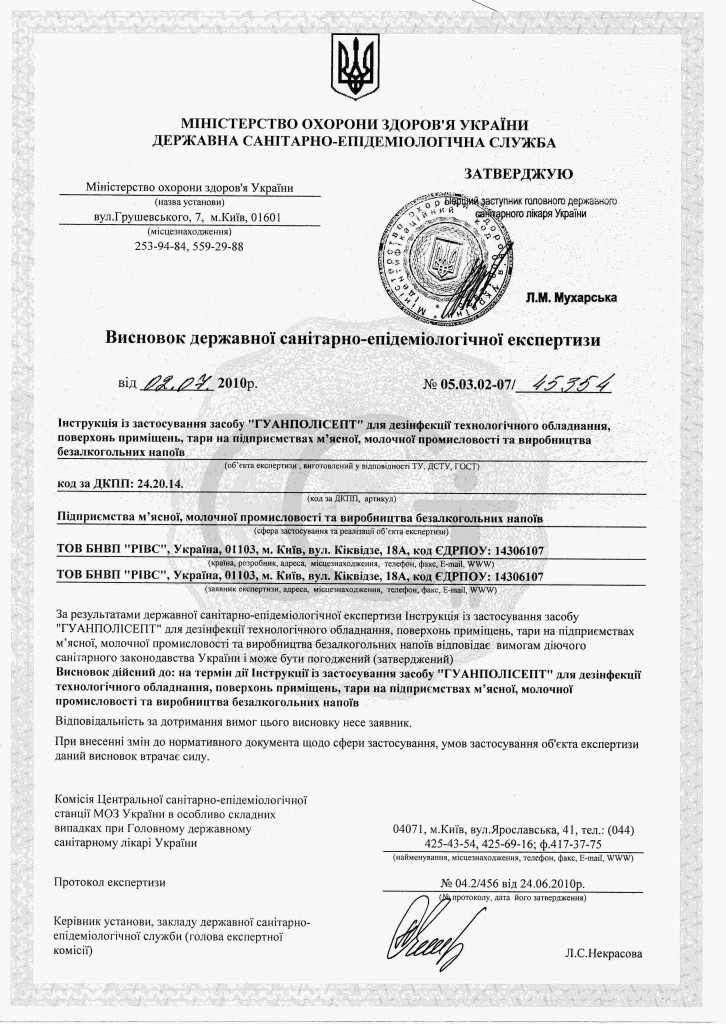 МІНІСТЕРСТВО ОХОРОНИ ЗДОРОВ'Я УКРАЇНИ
ДЕРЖАВНА САНІТАРНО-ЕПІДЕМІОЛОГІЧНА СЛУЖБА
ЗАТВЕРДЖУЮ
Міністерство охорони здоров'я України
(назва установи)
вул.Грушевського, 7, м.Київ, 01601
(місцезнаходження)
253-94-84, 559-29-88
Перший заступник головного державного
санітарного лікаря України
Міністерство охорони здоров'я України
Ідентифікаційний код
Л.М. Мухарська
Висновок державної санітарно-епідеміологічної експертизи
від 02.07. 2010р.
№ 05.03.02-07/ 45354
Інструкція із застосування засобу "ГУАНПОЛІСЕПТ" для дезінфекції технологічного обладнання,
поверхонь приміщень, тари на підприємствах м’ясної, молочної промисловості та виробництва
безалкогольних напоїв
(об’єкта експертизи , виготовлений у відповідності ТУ, ДСТУ, ГОСТ)
код за ДКПП: 24.20.14.
(код за ДКПП, артикул)
Підприємства м’ясної, молочної промисловості та виробництва безалкогольних напоїв
(сфера застосування та реалізації об’єкта експертизи)
ТОВ БНВП "РІВС", Україна, 01103, м. Київ, вул. Кіквідзе, 18А, код ЄДРПОУ: 14306107
(країна, розробник, адреса, місцезнаходження, телефон, факс, E-mail, WWW)
ТОВ БНВП "РІВС", Україна, 01103, м. Київ, вул. Кіквідзе, 18А, код ЄДРПОУ: 14306107
(заявник експертизи, адреса, місцезнаходження, телефон, факс, E-mail, WWW)
За результатами державної санітарно-епідеміологічної експертизи Інструкція із застосування засобу
"ГУАНПОЛІСЕПТ" для дезінфекції технологічного обладнання, поверхонь приміщень, тари на підприємствах
м’ясної, молочної промисловості та виробництва безалкогольних напоїв відповідає вимогам діючого
санітарного законодавства України і може бути погоджений (затверджений)
Висновок дійсний до: на термін дії Інструкції із застосування засобу "ГУАНПОЛІСЕПТ" для дезінфекції
технологічного обладнання, поверхонь приміщень, тари на підприємствах м’ясної, молочної
промисловості та виробництва безалкогольних напоїв
Відповідальність за дотримання вимог цього висновку несе заявник.
При внесенні змін до нормативного документа щодо сфери застосування, умов застосування об'єкта експертизи
даний висновок втрачає силу.
Комісія Центральної санітарно-епідеміологічної
станції МОЗ України в особливо складних
випадках при Головному державному
санітарному лікарі України
04071, м.Київ, вул.Ярославська, 41, тел.: (044)
425-43-54, 425-69-16; ф.417-37-75
(найменування, місцезнаходження, телефон, факс, E-mail, WWW)
Протокол експертизи
№ 04.2/456 від 24.06.2010р.
(№ протоколу, дата його затвердження)
Керівник установи, закладу державної санітарно-
епідеміологічної служби (голова експертної
комісії)
Л.С.Некрасова